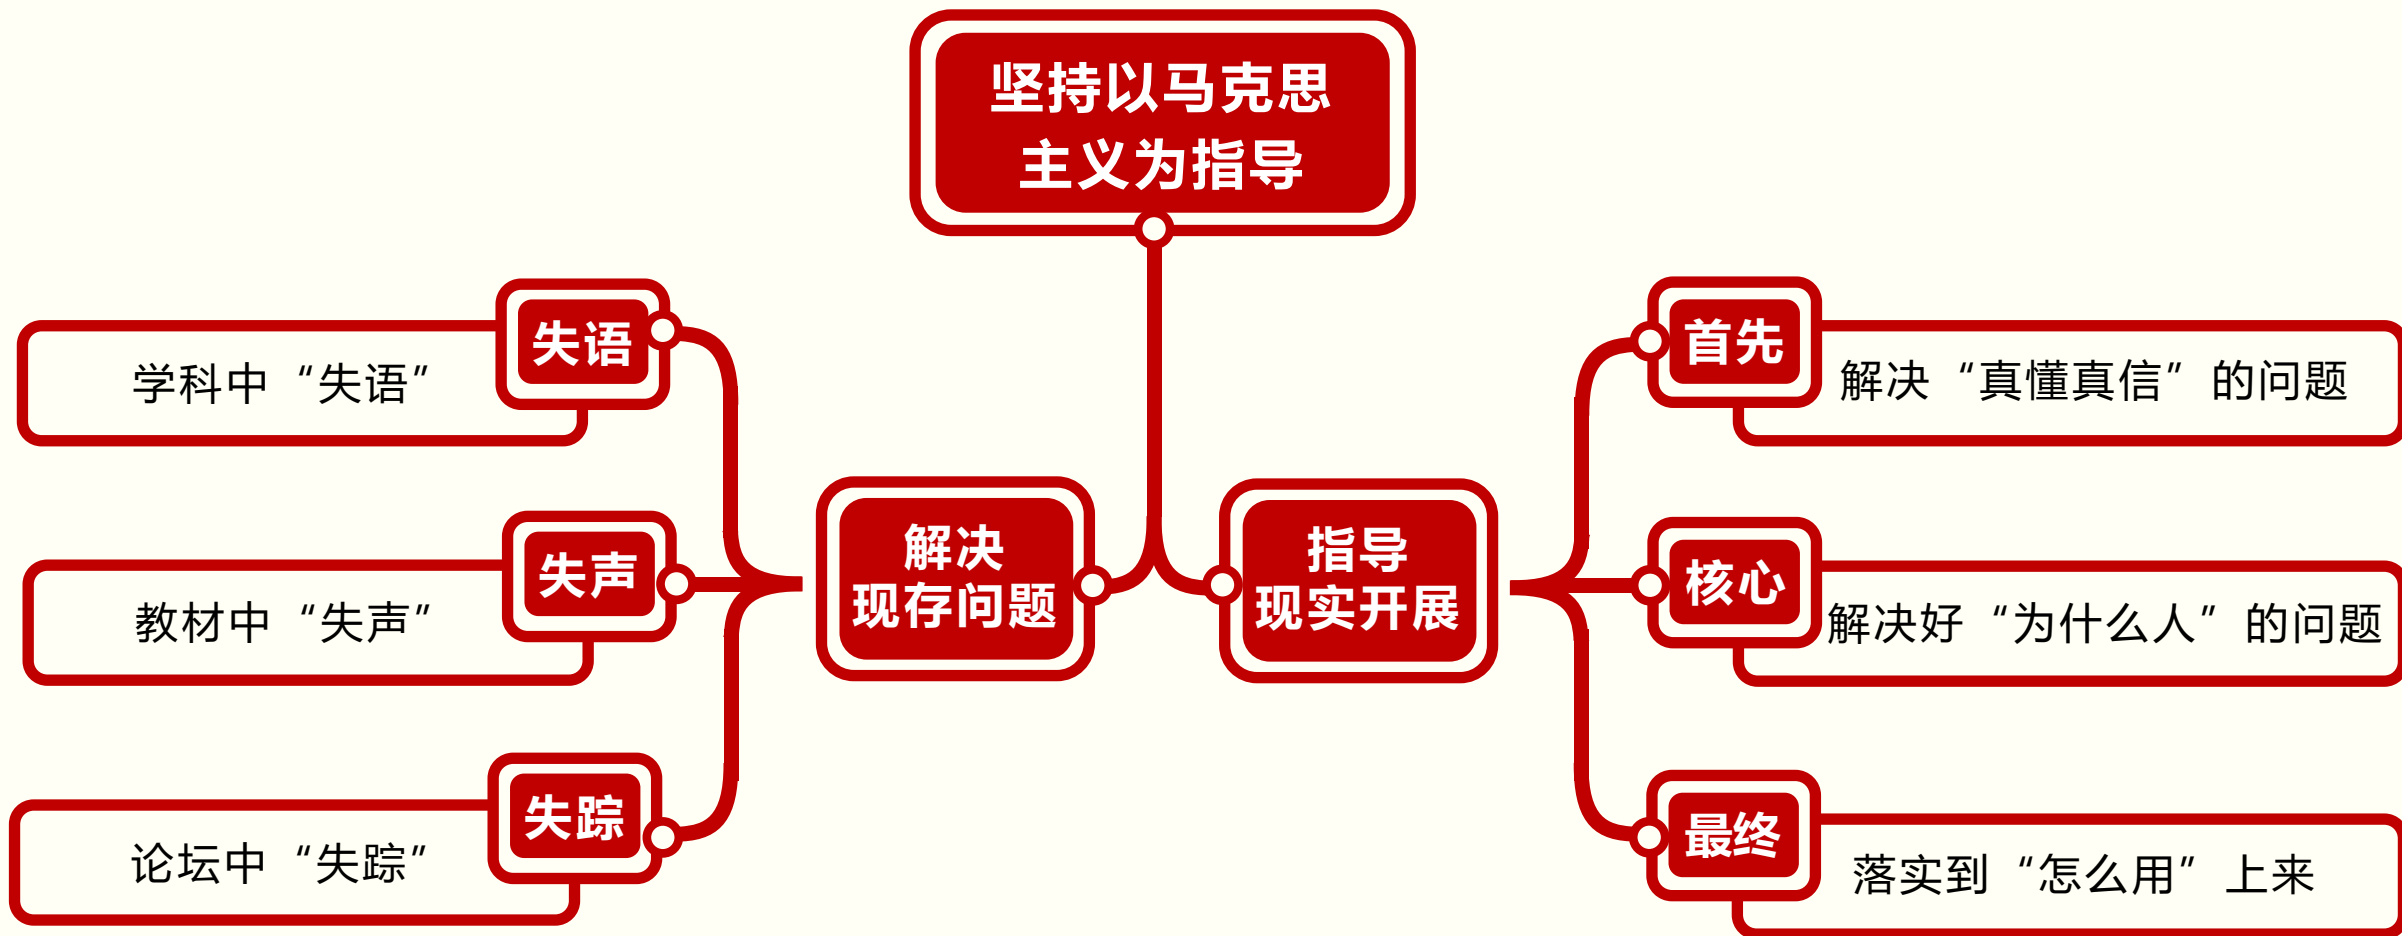 坚持以马克思
主义为指导
失语
学科中“失语”
失声
教材中“失声”
失踪
论坛中“失踪”
解决
现存问题
指导
现实开展
首先
解决“真懂真信”的问题
核心
解决好“为什么人”的问题
最终
落实到“怎么用”上来